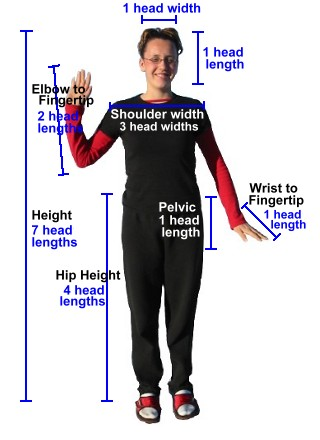 1 head width
1 head
length
Elbow to
Fingertip
2 head
lengths
Shoulder width
3 head widths
Wrist to
Fingertip
1 head
length
Pelvic
1 head
length
Height
7 head
lengths
Hip Height
4 head
lengths